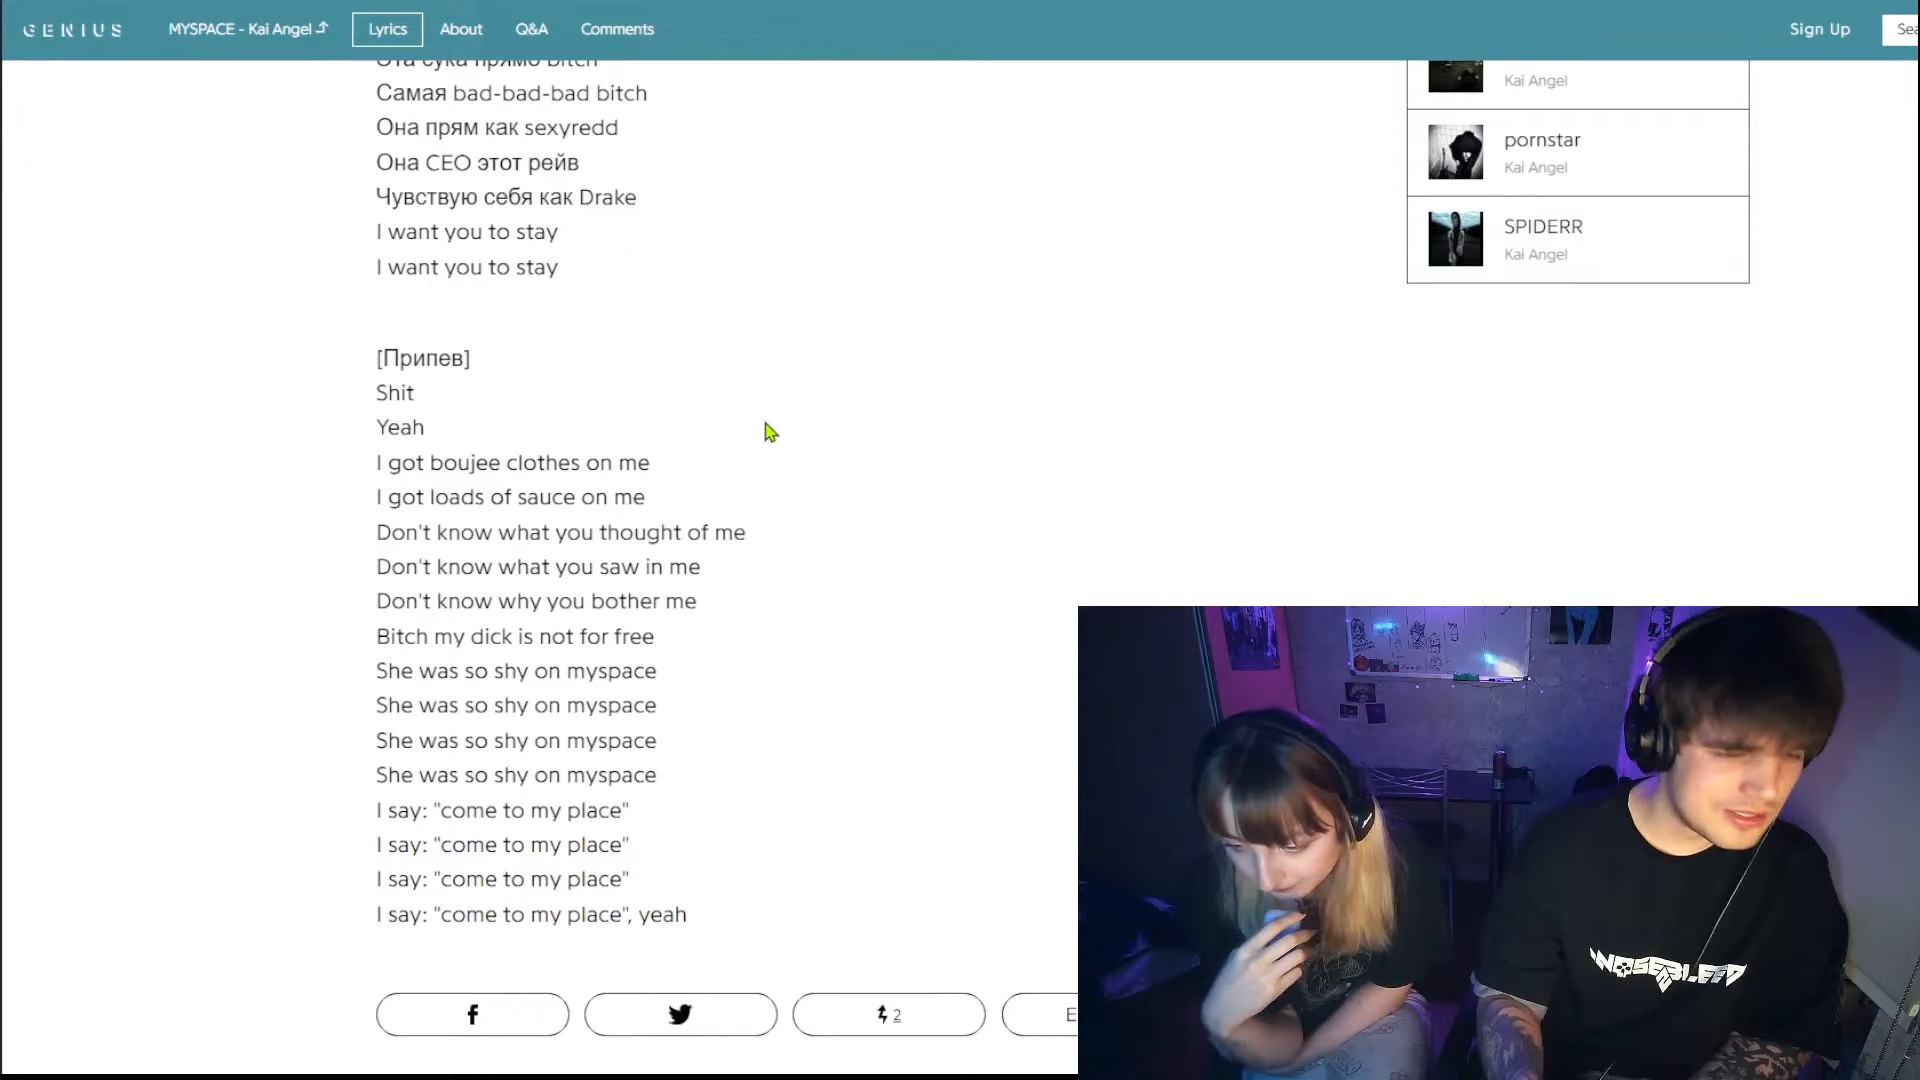 GENIUS MYSPACE - Kai Angel Lyrics About Q&A Comments Sign Up
Эта сука прямо bitch
Самая bad-bad-bad bitch
Она прям как sexyredd
Она CEO этот рейв
Чувствую себя как Drake
I want you to stay
I want you to stay
[Припев]
Shit
Yeah
I got boujee clothes on me
I got loads of sauce on me
Don't know what you thought of me
Don't know what you saw in me
Don't know why you bother me
Bitch my dick is not for free
She was so shy on myspace
She was so shy on myspace
She was so shy on myspace
She was so shy on myspace
I say: "come to my place"
I say: "come to my place"
I say: "come to my place"
I say: "come to my place", yeah
2
Kai Angel
pornstar
Kai Angel
SPIDERR
Kai Angel
NOSEBLEED